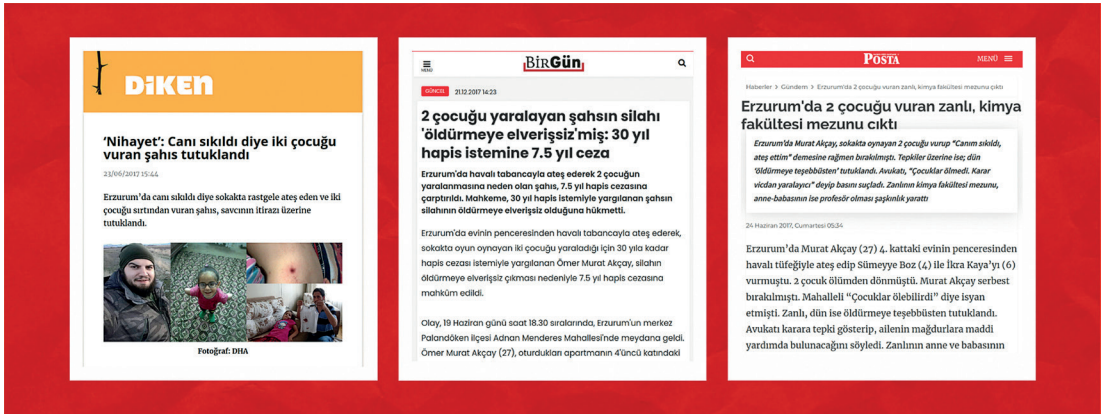 DiKEN
'Nihayet': Canı sıkıldı diye iki çocuğu
vuran şahıs tutuklandı
23/06/2017 15:44
Erzurum'da canı sıkıldı diye sokakta rastgele ateş eden ve iki
çocuğu sırtından vuran şahıs, savcının itirazı üzerine
tutuklandı.
Fotoğraf: DHA
MENÜ
BirGün
GÜNCEL 21.12.2017 14:23
2 çocuğu yaralayan şahsın silahı
'öldürmeye elverişsiz'miş: 30 yıl
hapis istemine 7.5 yıl ceza
Erzurum'da havalı tabancayla ateş ederek 2 çocuğun
yaralanmasına neden olan şahıs, 7.5 yıl hapis cezasına
çarptırıldı. Mahkeme, 30 yıl hapis istemiyle yargılanan şahsın
silahının öldürmeye elverişsiz olduğuna hükmetti.
Erzurum'da evinin penceresinden havalı tabancayla ateş ederek,
sokakta oyun oynayan iki çocuğu yaraladığı için 30 yıla kadar
hapis cezası istemiyle yargılanan Ömer Murat Akçay, silahın
öldürmeye elverişsiz çıkması nedeniyle 7.5 yıl hapis cezasına
mahkûm edildi.
Olay, 19 Haziran günü saat 18.30 sıralarında, Erzurum'un merkez
Palandöken ilçesi Adnan Menderes Mahallesi'nde meydana geldi.
Ömer Murat Akçay (27), oturdukları apartmanın 4'üncü katındaki
POSTA
MENÜ
Haberler > Gündem > Erzurum'da 2 çocuğu vuran zanlı, kimya fakültesi mezunu çıktı
Erzurum'da 2 çocuğu vuran zanlı, kimya
fakültesi mezunu çıktı
Erzurum'da Murat Akçay, sokakta oynayan 2 çocuğu vurup "Canım sıkıldı,
ateş ettim" demesine rağmen bırakılmıştı. Tepkiler üzerine ise; dün
'öldürmeye teşebbüsten' tutuklandı. Avukatı, "Çocuklar ölmedi. Karar
vicdan yaralayıcı" deyip basını suçladı. Zanlının kimya fakültesi mezunu,
anne-babasının ise profesör olması şaşkınlık yarattı
24 Haziran 2017, Cumartesi 05:34
Erzurum'da Murat Akçay (27) 4. kattaki evinin penceresinden
havalı tüfeğiyle ateş edip Sümeyye Boz (4) ile İkra Kaya'yı (6)
vurmuştu. 2 çocuk ölümden dönmüştü. Murat Akçay serbest
bırakılmıştı. Mahalleli "Çocuklar ölebilirdi" diye isyan
etmişti. Zanlı, dün ise öldürmeye teşebbüsten tutuklandı.
Avukatı karara tepki gösterip, ailenin mağdurlara maddi
yardımda bulunacağını söyledi. Zanlının anne ve babasının